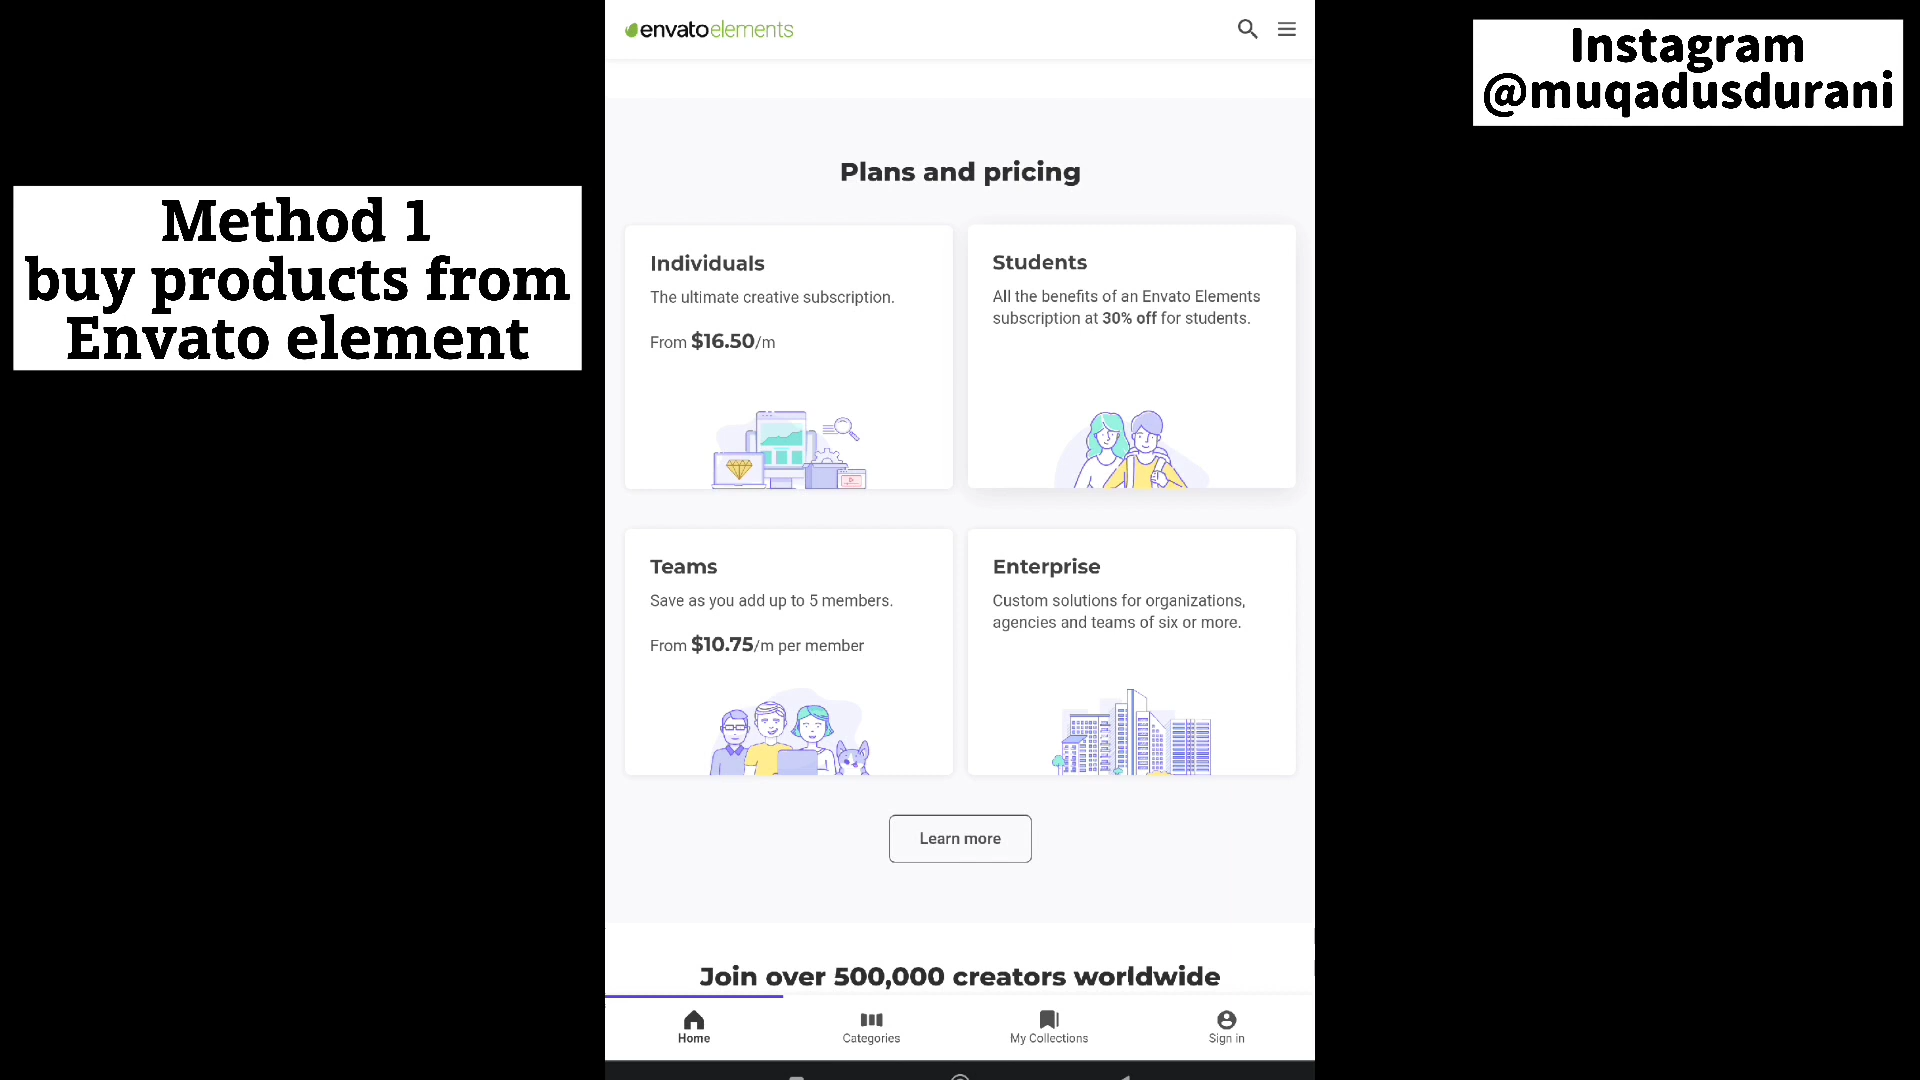 envatoelements
Instagram
@muqadusdurani
Method 1
buy products from
Envato element
Plans and pricing
Individuals
The ultimate creative subscription.
From $16.50/m
Students
All the benefits of an Envato Elements
subscription at 30% off for students.
Teams
Save as you add up to 5 members.
From $10.75/m per member
Enterprise
Custom solutions for organizations,
agencies and teams of six or more.
Learn more
Join over 500,000 creators worldwide
Home
Categories
My Collections
Sign in